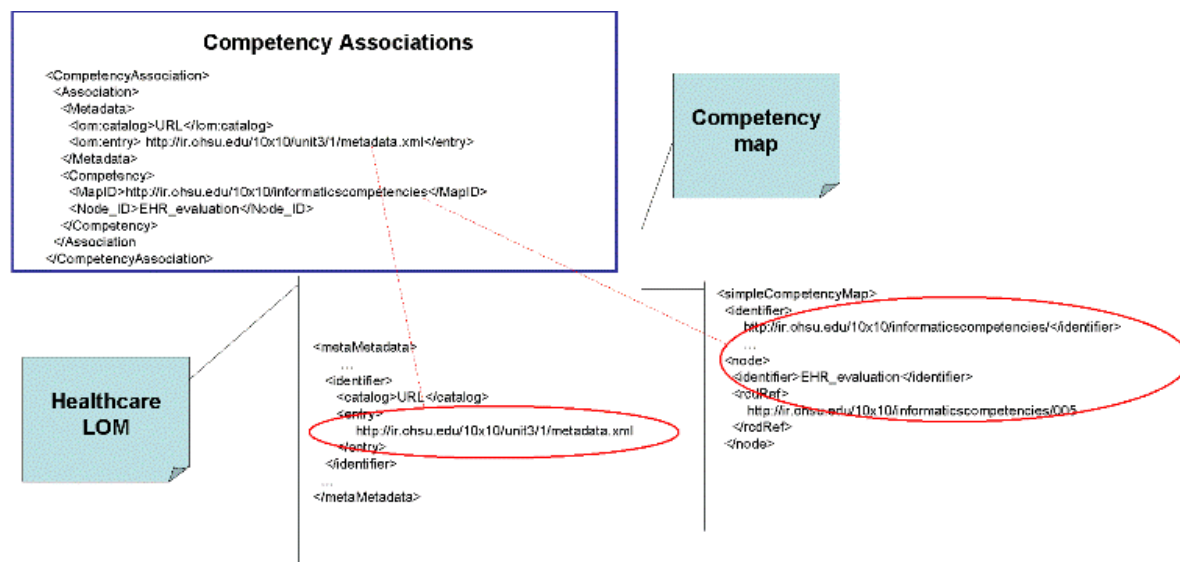 Competency Associations
<CompetencyAssociation>
<Association>
<Metadata>
<lom:catalog>URL</lom:catalog>
<lom:entry> http://ir.ohsu.edu/10x10/unit3/1/metadata.xml</entry>
</Metadata>
<Competency>
<MapID>http://ir.ohsu.edu/10x10/informaticscompetencies</MapID>
<Node_ID>EHR_evaluation</Node_ID>
</Competency>
</Association
</CompetencyAssociation>
Competency
map
Healthcare
LOM
<metaMetadata>
...
<identifier>
<catalog>URL</catalog>
<entry>
http://ir.ohsu.edu/10x10/unit3/1/metadata.xml
</entry>
</identifier>
...
</metaMetadata>
<simpleCompetencyMap>
<identifier>
http://ir.ohsu.edu/10x10/informaticscompetencies/</identifier>
...
<node>
<identifier>EHR_evaluation</identifier>
<rcdRef>
http://ir.ohsu.edu/10x10/informaticscompetencies/005
</rcdRef>
</node>